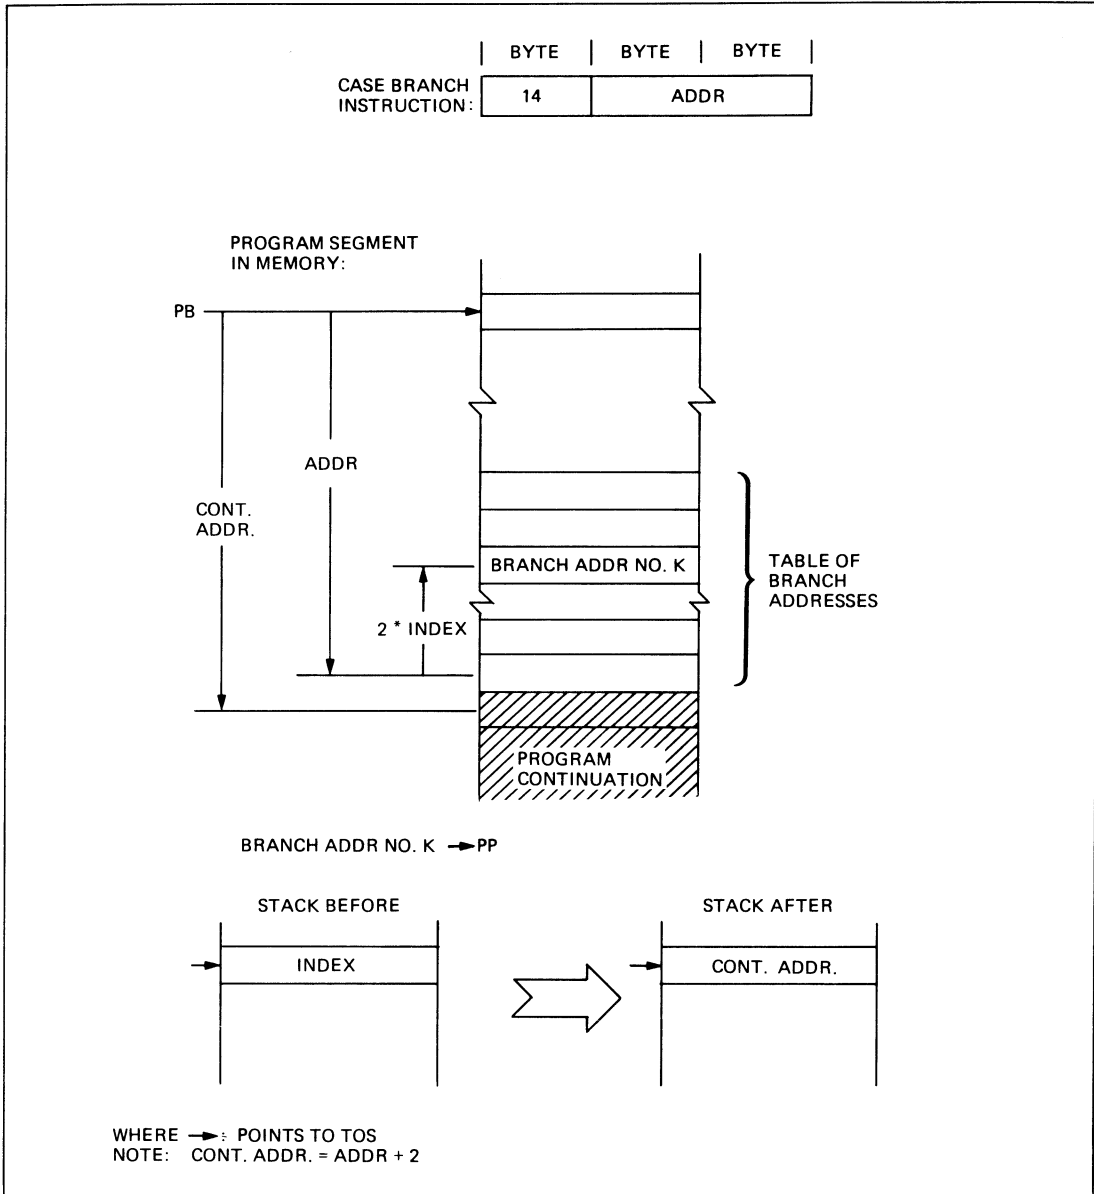 | BYTE | BYTE | BYTE |
CASE BRANCH
INSTRUCTION:
14 ADDR
PROGRAM SEGMENT
IN MEMORY:
PB
ADDR
CONT.
ADDR.
BRANCH ADDR NO. K
TABLE OF
BRANCH
ADDRESSES
2 * INDEX
PROGRAM
CONTINUATION
BRANCH ADDR NO. K → PP
STACK BEFORE
STACK AFTER
INDEX
CONT. ADDR.
WHERE → : POINTS TO TOS
NOTE: CONT. ADDR. = ADDR + 2